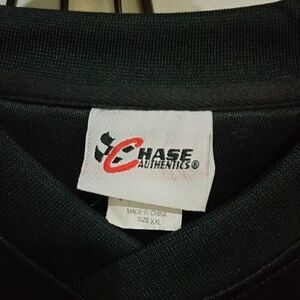 CHASE
AUTHENTICS®
MADE IN CHINA
SIZE XXL